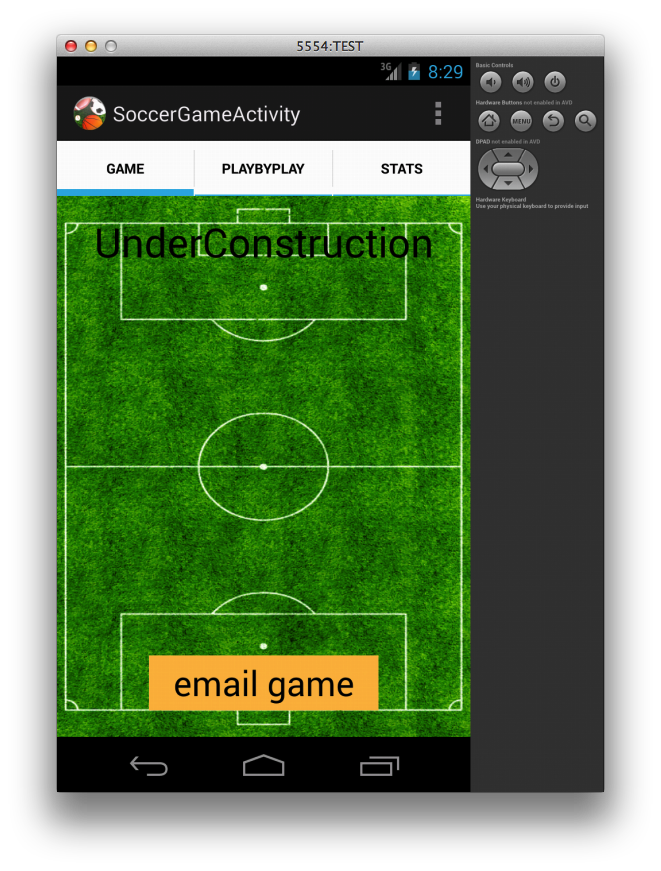 5554:TEST
3G 8:29
SoccerGameActivity
GAME PLAYBYPLAY STATS
UnderConstruction
email game
Basic Controls
Hardware Buttons not enabled in AVD
MENU
DPAD not enabled in AVD
Hardware Keyboard
Use your physical keyboard to provide input